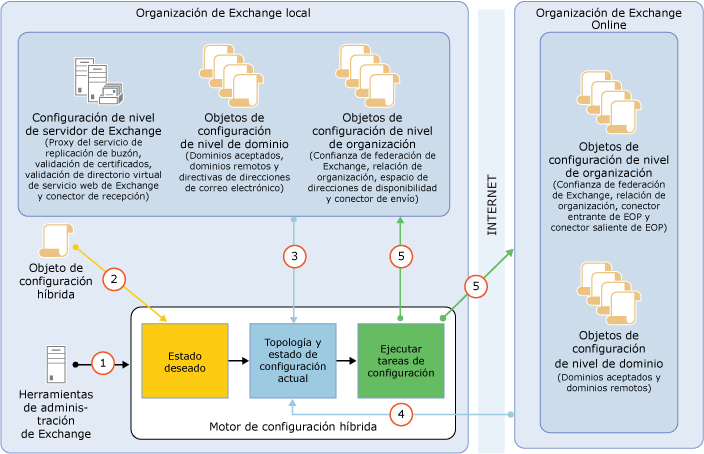 Organización de Exchange local
Configuración de nivel
de servidor de Exchange
(Proxy del servicio de
replicación de buzón,
validación de certificados,
validación de directorio virtual
de servicio web de Exchange
y conector de recepción)
Objetos de
configuración
de nivel de dominio
(Dominios aceptados,
dominios remotos y
directivas de direcciones
de correo electrónico)
Objetos de
configuración de nivel
de organización
(Confianza de federación de
Exchange, relación de
organización, espacio de
direcciones de disponibilidad
y conector de envío)
Objeto de
configuración
híbrida
2
3
5
5
Herramientas
de adminis-
tración
de Exchange
1
Estado
deseado
Topología y
estado de
configuración
actual
Ejecutar
tareas de
configuración
4
Motor de configuración híbrida
INTERNET
Organización de Exchange
Online
Objetos de
configuración de nivel
de organización
(Confianza de federación
de Exchange, relación de
organización, conector
entrante de EOP y
conector saliente de EOP)
Objetos de
configuración
de nivel de dominio
(Dominios aceptados y
dominios remotos)